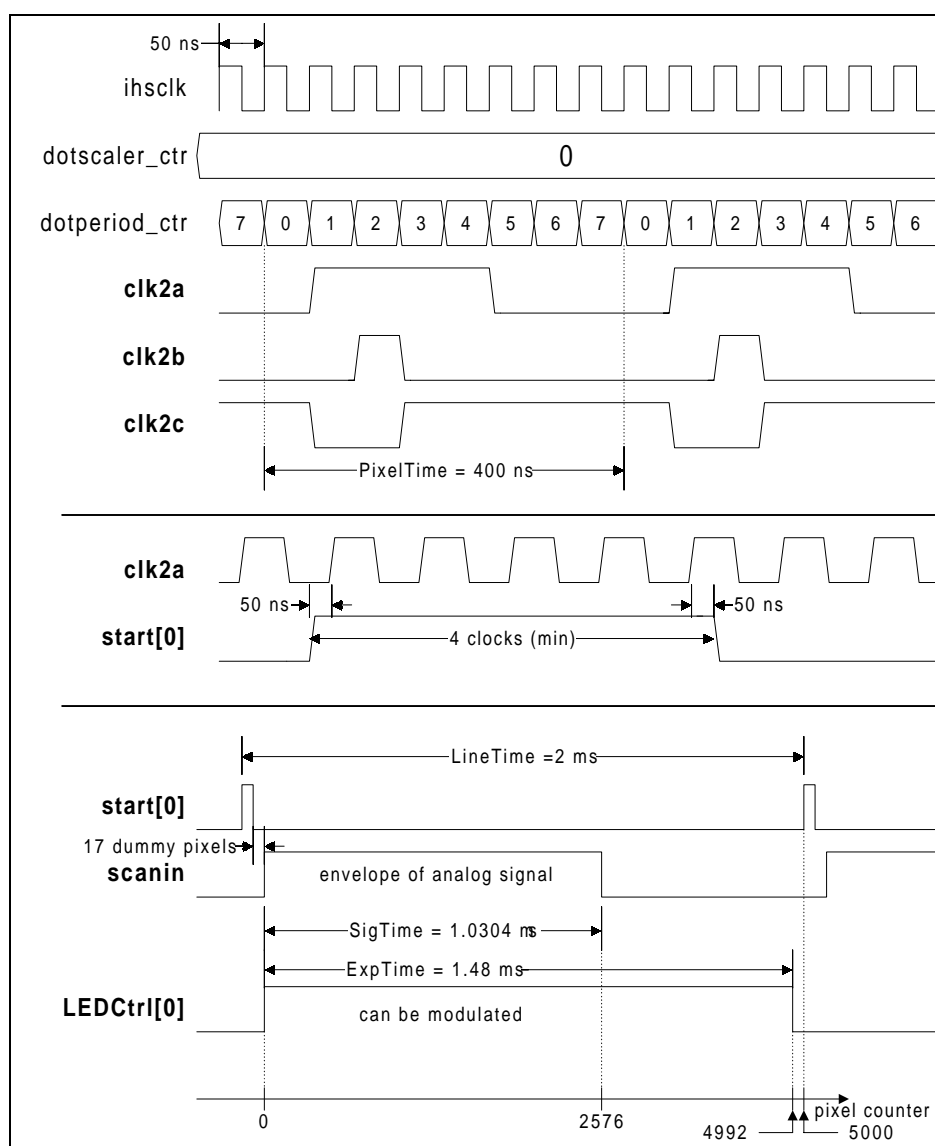 50 ns
ihsclk
dotscaler_ctr 0
dotperiod_ctr 7 0 1 2 3 4 5 6 7 0 1 2 3 4 5 6
clk2a
clk2b
clk2c
PixelTime = 400 ns
clk2a
50 ns 50 ns
start[0] 4 clocks (min)
LineTime =2 ms
start[0]
17 dummy pixels
scanin envelope of analog signal
SigTime = 1.0304 ms
ExpTime = 1.48 ms
LEDCtrl[0] can be modulated
pixel counter
0 2576 4992 5000